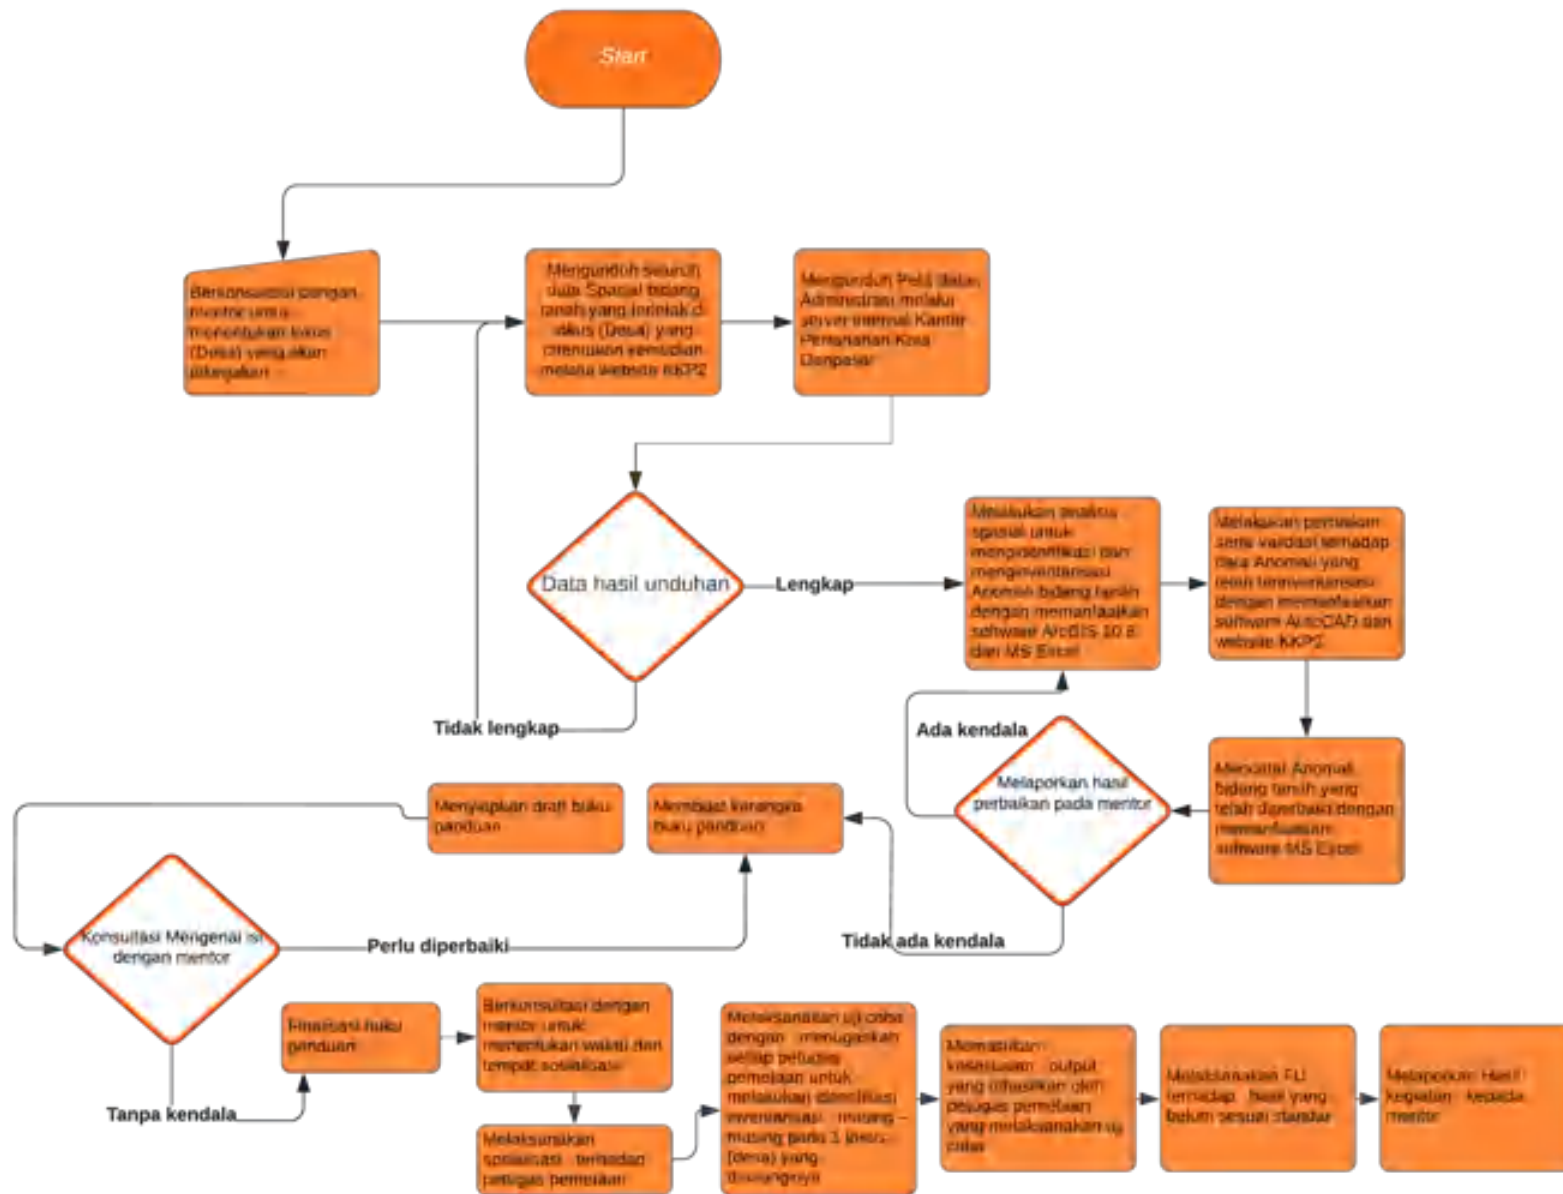 Start
Berkonsultasi dengan
mentor untuk
menentukan lokus
(Desa) yang akan
dikerjakan
Mengunduh seluruh
data Spasial bidang
tanah yang terletak di
lokus (Desa) yang
ditentukan kemudian
melalui website KKP2
Mengunduh Peta Batas
Administrasi melalui
server internal Kantor
Pertanahan Kota
Denpasar
Data hasil unduhan
Lengkap
Tidak lengkap
Melakukan analisis
spasial untuk
mengidentifikasi dan
menginventarisasi
Anomali bidang tanah
dengan memanfaatkan
software ArcGIS 10.8
dan MS Excel
Melakukan perbaikan
serta validasi terhadap
data Anomali yang
telah terinventarisasi
dengan memanfaatkan
software AutoCAD dan
website KKP2
Mencatat Anomali
bidang tanah yang
telah diperbaiki dengan
memanfaatkan
software MS Excel
Melaporkan hasil
perbaikan pada mentor
Ada kendala
Tidak ada kendala
Membuat kerangka
buku panduan
Menyiapkan draft buku
panduan
Konsultasi Mengenai isi
dengan mentor
Perlu diperbaiki
Tanpa kendala
Finalisasi buku
panduan
Berkonsultasi dengan
mentor untuk
menentukan waktu dan
tempat sosialisasi
Melaksanakan
sosialisasi terhadap
petugas pemetaan
Melaksanakan uji coba
dengan menugaskan
setiap petugas
pemetaan untuk
melakukan identifikasi
inventarisasi masing -
masing pada 1 lokus
(desa) yang
Memastikan
kesesuaian output
yang dihasilkan oleh
petugas pemetaan
yang melaksanakan uji
coba
Melaksanakan FU
terhadap hasil yang
belum sesuai standar
Melaporkan Hasil
kegiatan kepada
mentor